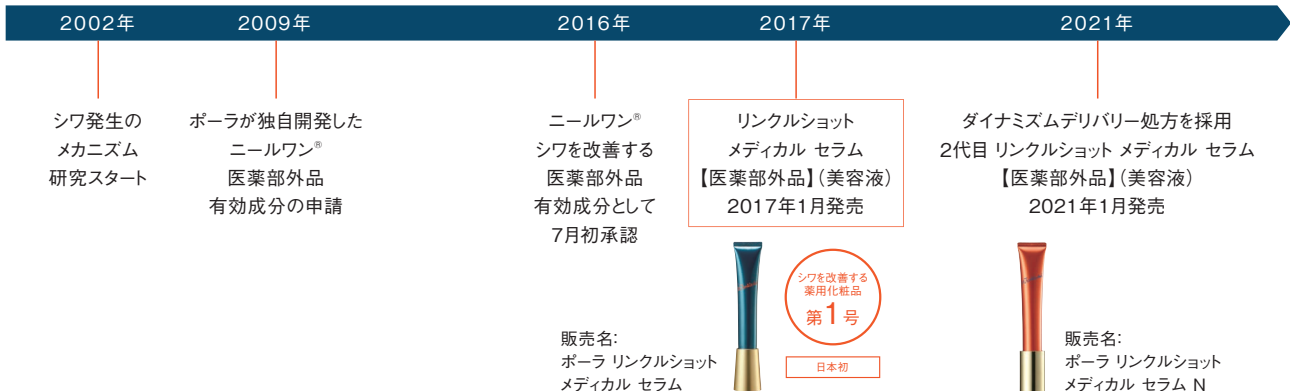 2002年
2009年
2016年
2017年
2021年
シワ発生の
メカニズム
研究スタート
ポーラが独自開発した
ニールワン®
医薬部外品
有効成分の申請
ニールワン®
シワを改善する
医薬部外品
有効成分として
7月初承認
リンクルショット
メディカル セラム
【医薬部外品】(美容液)
2017年1月発売
ダイナミズムデリバリー処方を採用
2代目 リンクルショット メディカル セラム
【医薬部外品】(美容液)
2021年1月発売
販売名:
ポーラ リンクルショット
メディカル セラム
シワを改善する
薬用化粧品
第1号
日本初
販売名:
ポーラ リンクルショット
メディカル セラム N